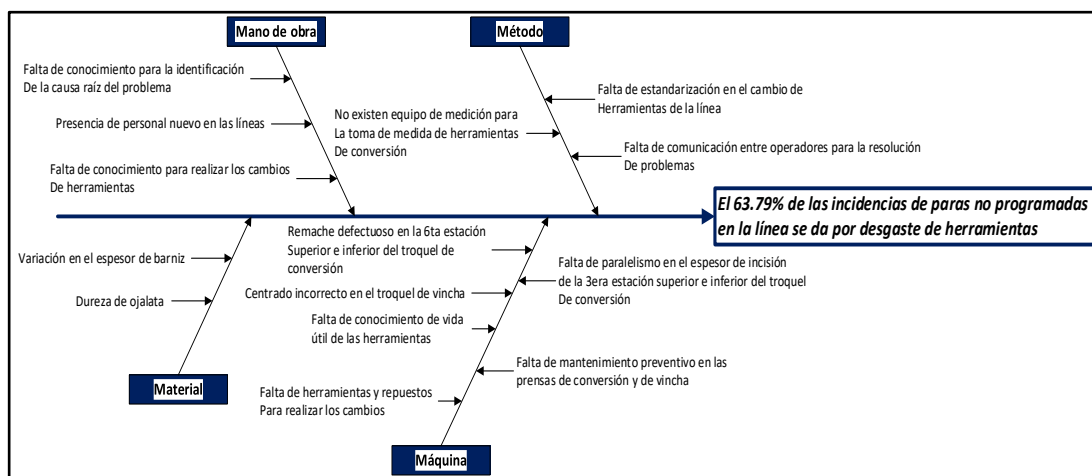 Mano de obra
Método
Falta de conocimiento para la identificación
De la causa raíz del problema
Presencia de personal nuevo en las líneas
Falta de conocimiento para realizar los cambios
De herramientas
Falta de estandarización en el cambio de
Herramientas de la línea
No existen equipo de medición para
La toma de medida de herramientas
De conversión
Falta de comunicación entre operadores para la resolución
De problemas
El 63.79% de las incidencias de paras no programadas
en la línea se da por desgaste de herramientas
Variación en el espesor de barniz
Dureza de ojalata
Material
Remache defectuoso en la 6ta estación
Superior e inferior del troquel de
conversión
Falta de paralelismo en el espesor de incisión
de la 3era estación superior e inferior del troquel
De conversión
Centrado incorrecto en el troquel de vincha
Falta de conocimiento de vida
útil de las herramientas
Falta de mantenimiento preventivo en las
prensas de conversión y de vincha
Falta de herramientas y repuestos
Para realizar los cambios
Máquina